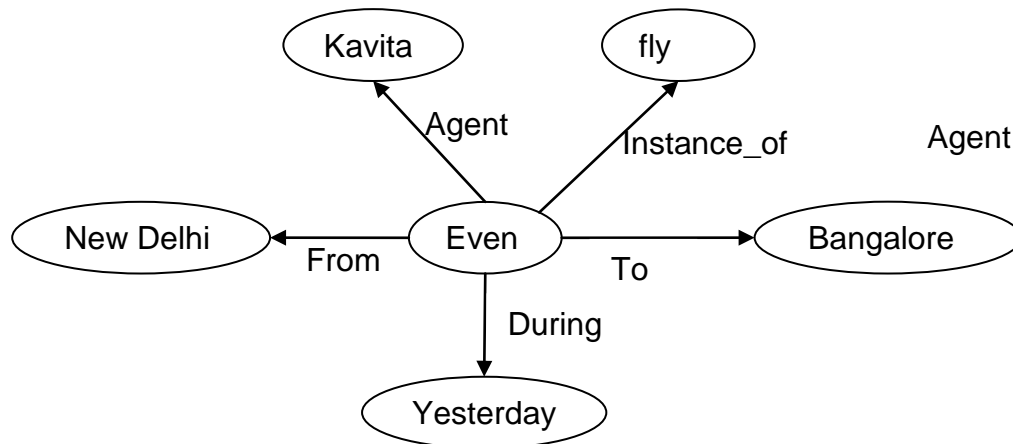 Kavita
fly
Agent
Instance_of
Agent
New Delhi
Even
Bangalore
From
To
During
Yesterday